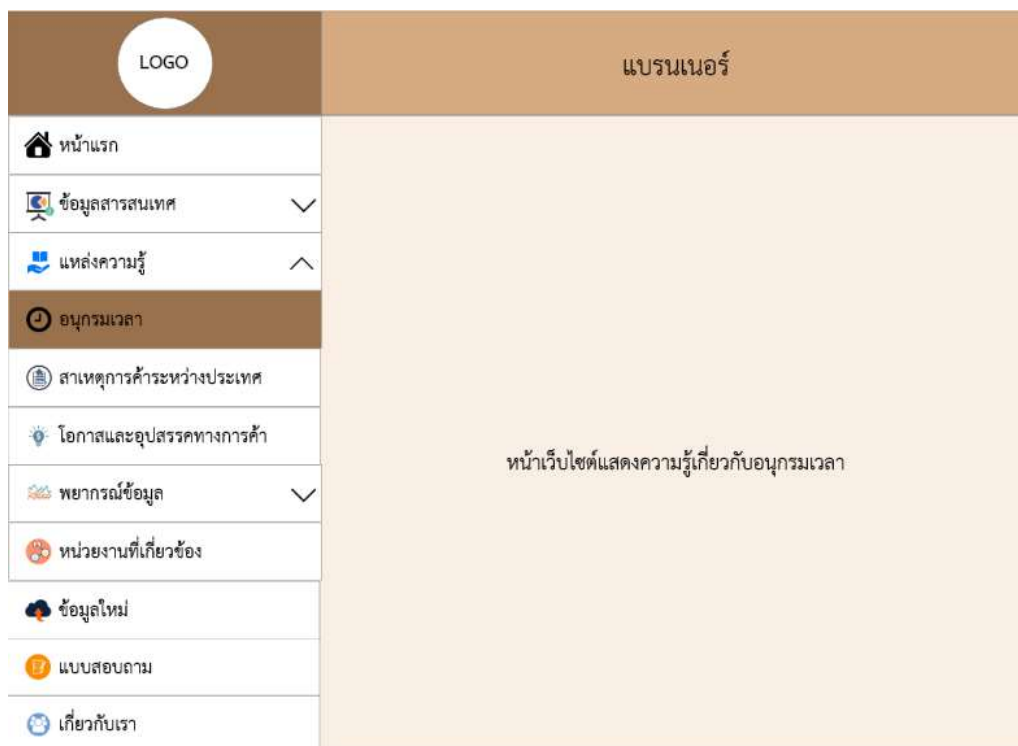 LOGO
แบรนเนอร์
หน้าแรก
ข้อมูลสารสนเทศ
แหล่งความรู้
อนุกรมเวลา
สาเหตุการค้าระหว่างประเทศ
โอกาสและอุปสรรคทางการค้า
พยากรณ์ข้อมูล
หน่วยงานที่เกี่ยวข้อง
ข้อมูลใหม่
แบบสอบถาม
เกี่ยวกับเรา
หน้าเว็บไซต์แสดงความรู้เกี่ยวกับอนุกรมเวลา